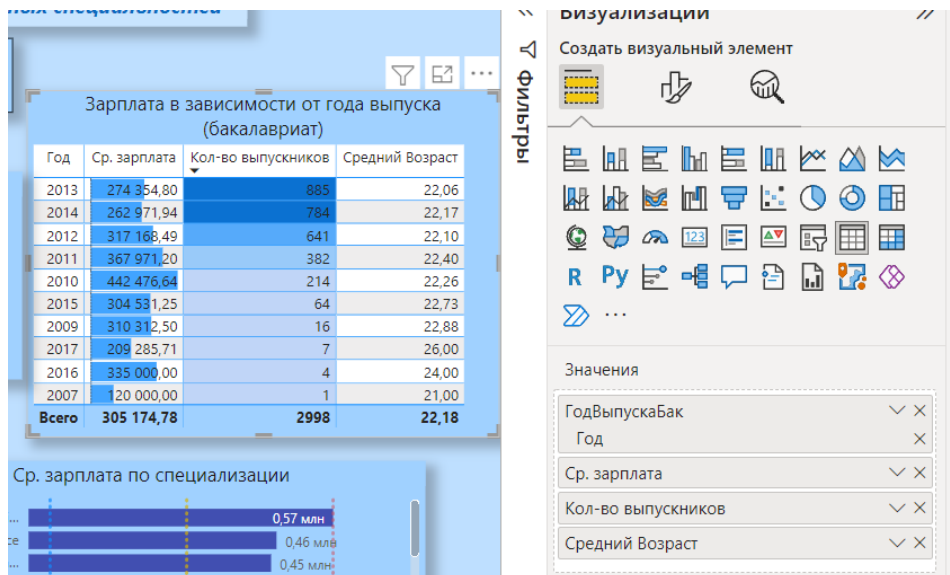 ных специальностей
Зарплата в зависимости от года выпуска
(бакалавриат)
Год Ср. зарплата Кол-во выпускников Средний Возраст
2013 274 354,80 885 22,06
2014 262 971,94 784 22,17
2012 317 168,49 641 22,10
2011 367 971,20 382 22,40
2010 442 476,64 214 22,26
2015 304 531,25 64 22,73
2009 310 312,50 16 22,88
2017 209 285,71 7 26,00
2016 335 000,00 4 24,00
2007 120 000,00 1 21,00
Всего 305 174,78 2998 22,18
Ср. зарплата по специализации
... 0,57 млн
ce 0,46 млн
... 0,45 млн
Фильтры
Визуализации
Создать визуальный элемент
123
R Py
...
Значения
ГодВыпускаБак
Год
Ср. зарплата
Кол-во выпускников
Средний Возраст